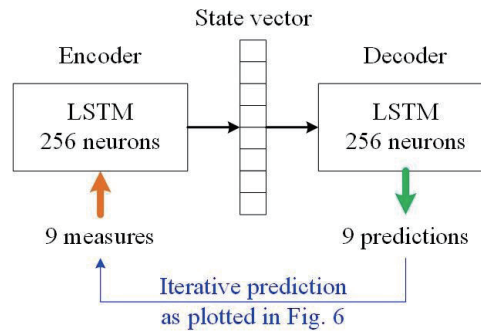 State vector
Encoder
Decoder
LSTM
256 neurons
LSTM
256 neurons
9 measures
9 predictions
Iterative prediction
as plotted in Fig. 6